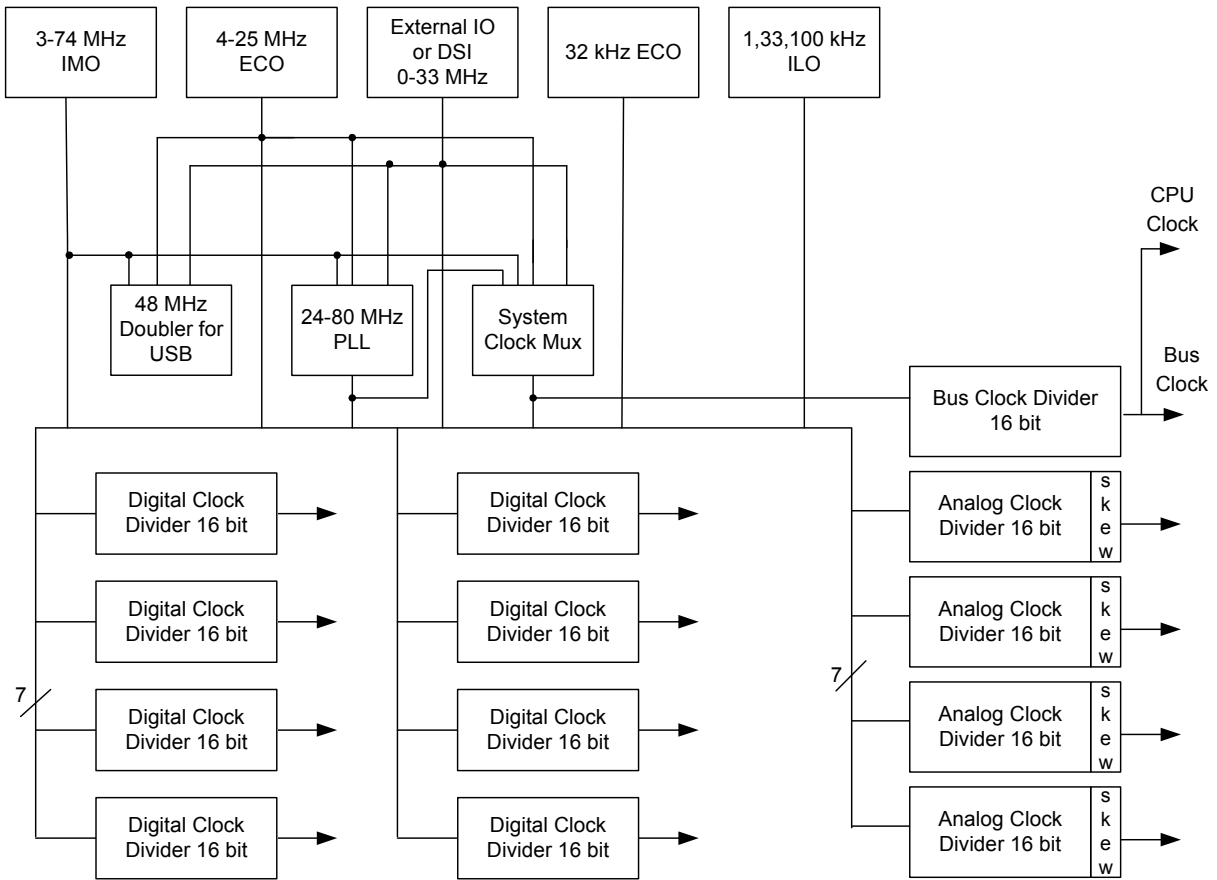 3-74 MHz
IMO
4-25 MHz
ECO
External IO
or DSI
0-33 MHz
32 kHz ECO
1,33,100 kHz
ILO
CPU
Clock
48 MHz
Doubler for
USB
24-80 MHz
PLL
System
Clock Mux
Bus
Clock
Bus Clock Divider
16 bit
Digital Clock
Divider 16 bit
Digital Clock
Divider 16 bit
Analog Clock
Divider 16 bit
s
k
e
w
Digital Clock
Divider 16 bit
Digital Clock
Divider 16 bit
Analog Clock
Divider 16 bit
s
k
e
w
7
7
Digital Clock
Divider 16 bit
Digital Clock
Divider 16 bit
Analog Clock
Divider 16 bit
s
k
e
w
Digital Clock
Divider 16 bit
Digital Clock
Divider 16 bit
Analog Clock
Divider 16 bit
s
k
e
w